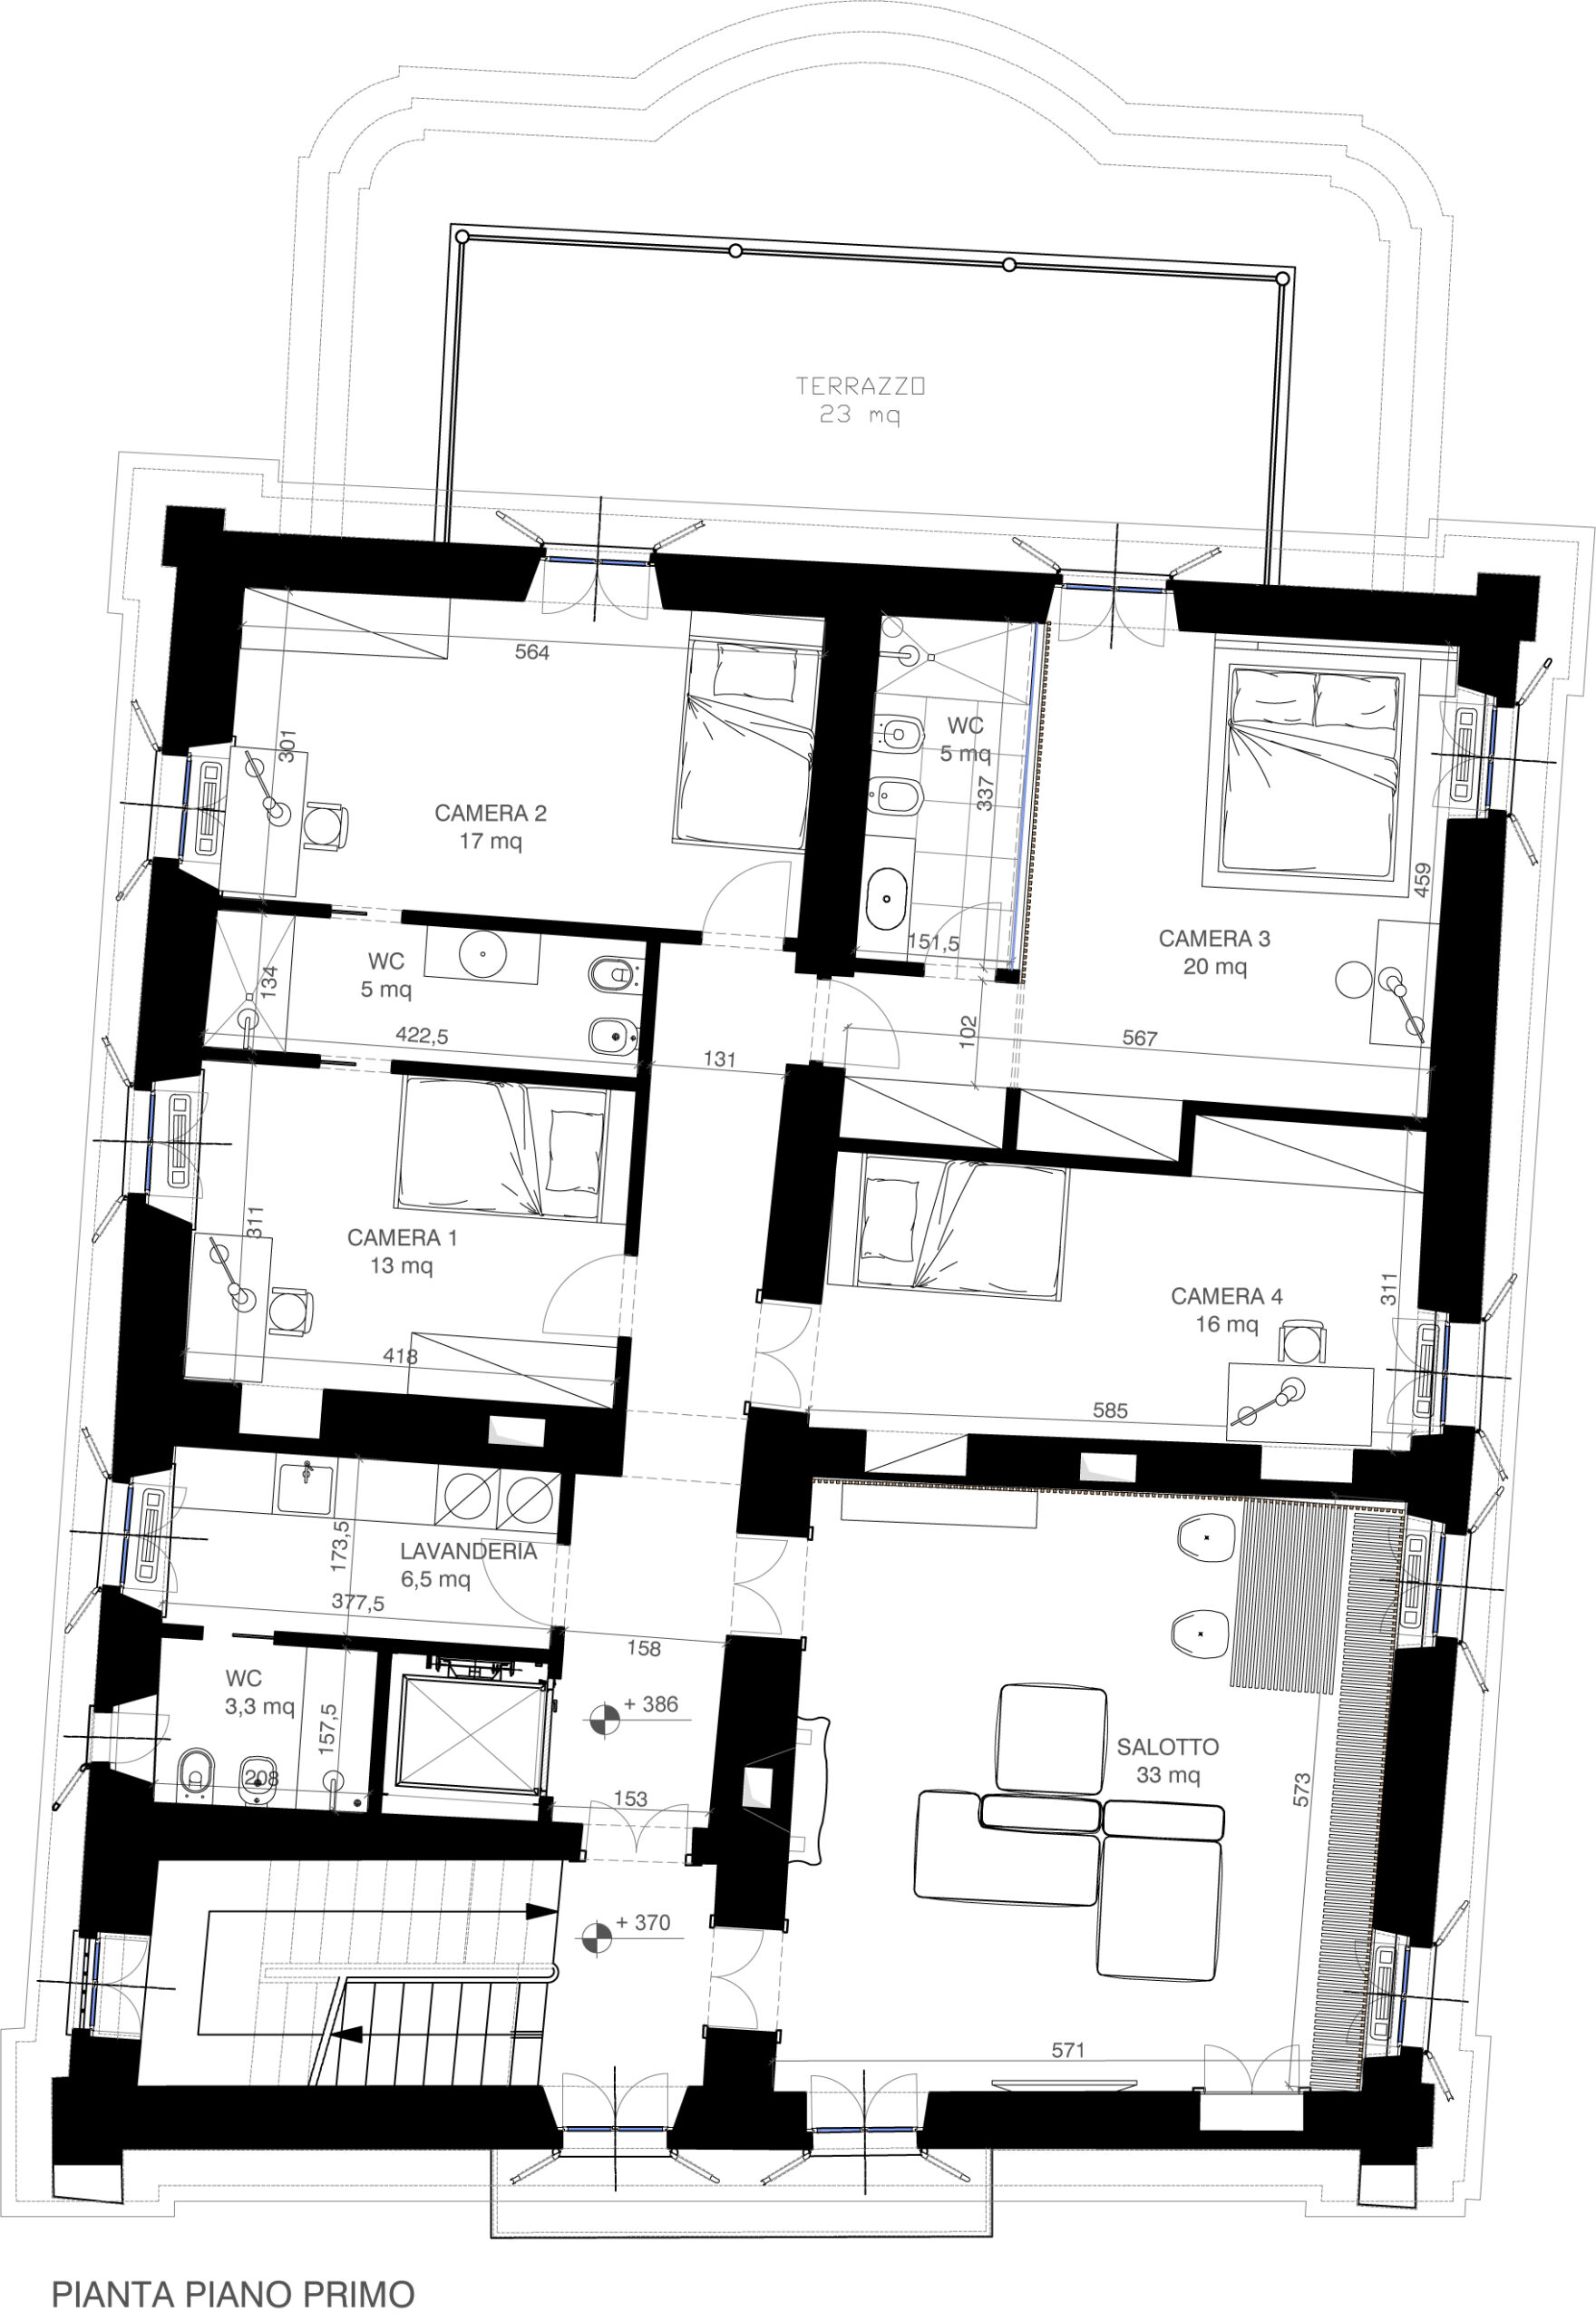 TERRAZZO
23 mq
564
301
WC
5 mq
337
CAMERA 2
17 mq
459
151,5
CAMERA 3
20 mq
WC
5 mq
134
422,5
131
102
567
CAMERA 1
13 mq
311
418
CAMERA 4
16 mq
311
585
LAVANDERIA
6,5 mq
173,5
377,5
158
WC
3,3 mq
157,5
208
+ 386
153
SALOTTO
33 mq
573
+ 370
571
PIANTA PIANO PRIMO